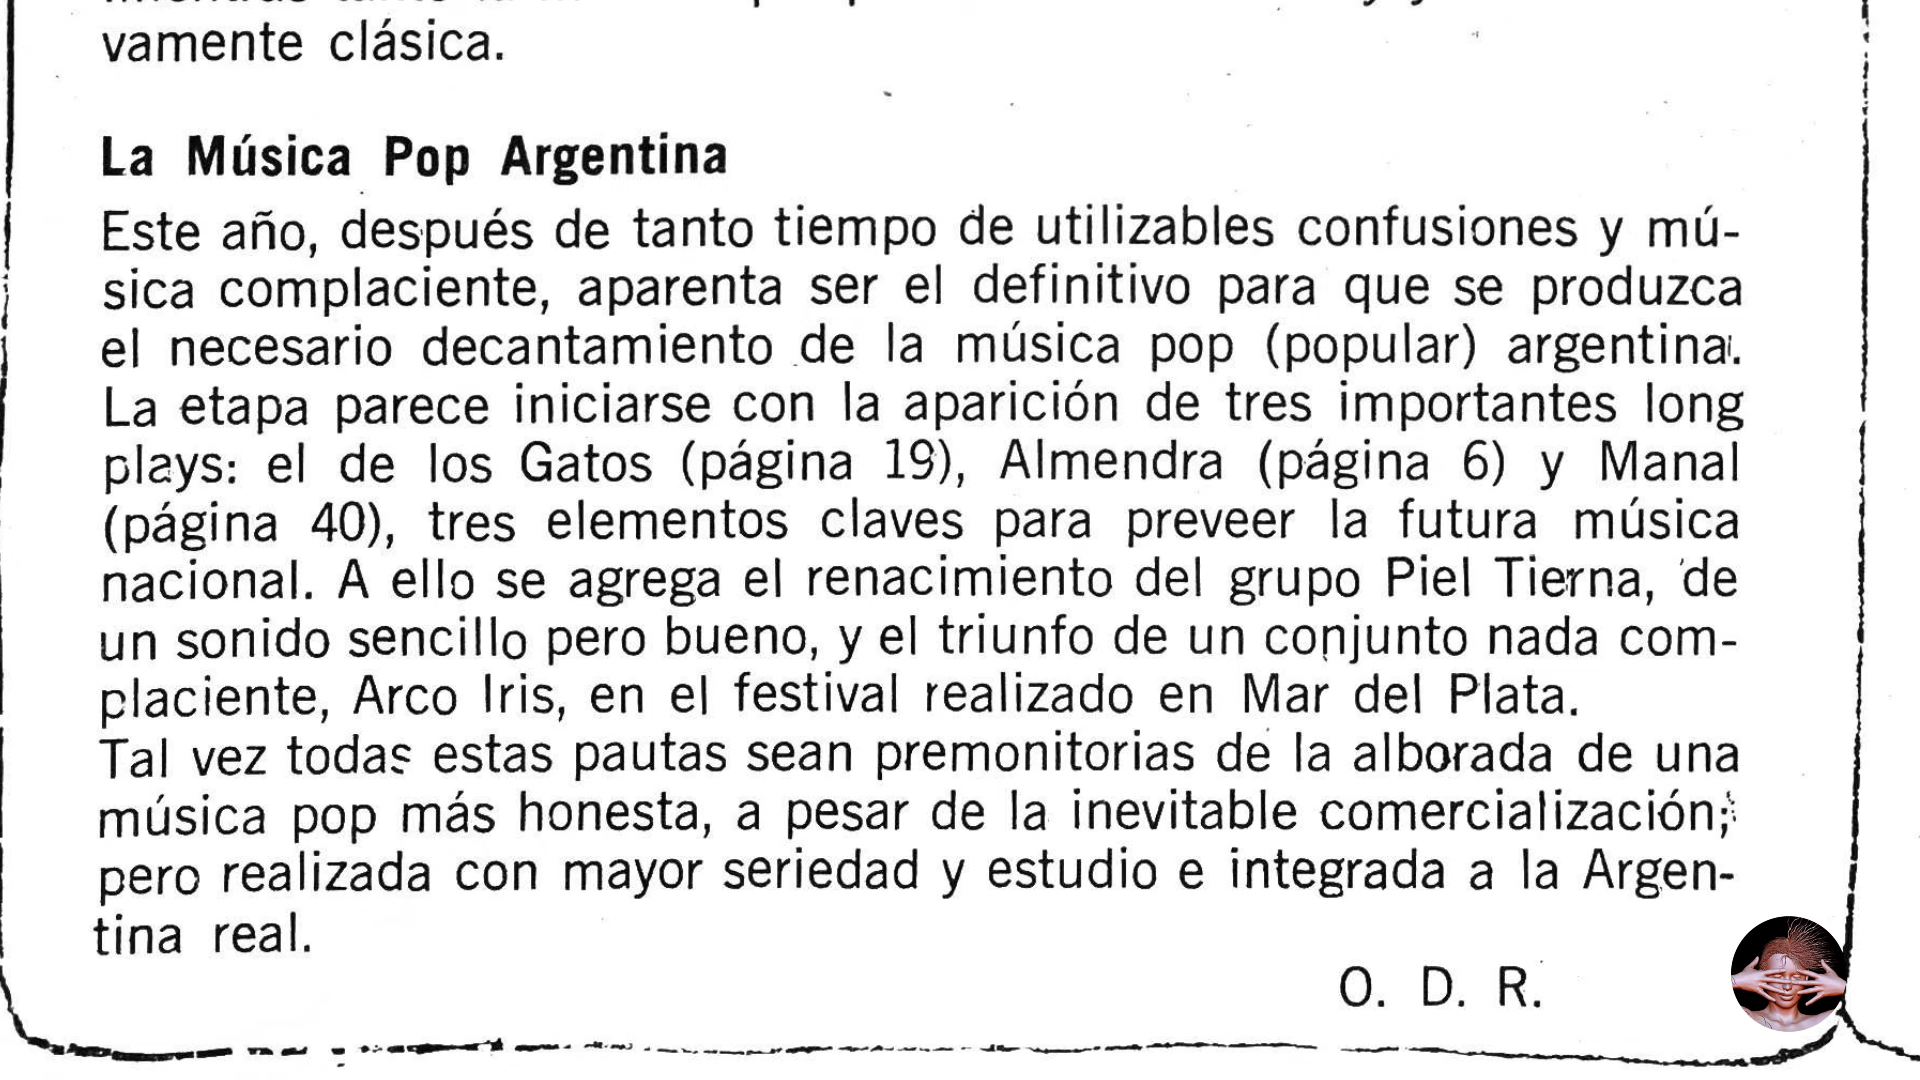 vamente clásica.
La Música Pop Argentina
Este año, después de tanto tiempo de utilizables confusiones y mú-
sica complaciente, aparenta ser el definitivo para que se produzca
el necesario decantamiento de la música pop (popular) argentina.
La etapa parece iniciarse con la aparición de tres importantes long
plays: el de los Gatos (página 19), Almendra (página 6) y Manal
(página 40), tres elementos claves para preveer la futura música
nacional. A ello se agrega el renacimiento del grupo Piel Tierna, de
un sonido sencillo pero bueno, y el triunfo de un conjunto nada com-
placiente, Arco Iris, en el festival realizado en Mar del Plata.
Tal vez todas estas pautas sean premonitorias de la alborada de una
música pop más honesta, a pesar de la inevitable comercialización;
pero realizada con mayor seriedad y estudio e integrada a la Argen-
tina real.
O. D. R.